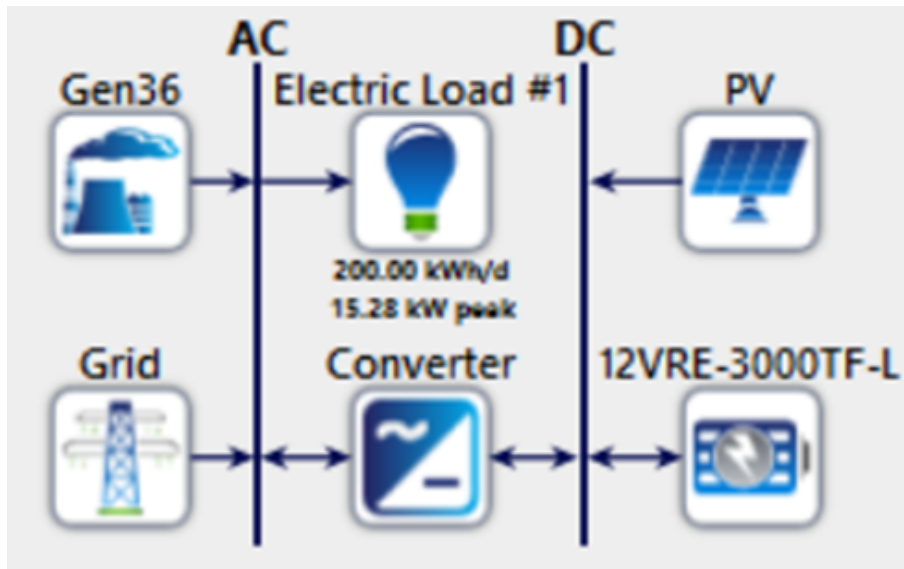 AC DC
Gen36 Electric Load #1 PV
200.00 kWh/d
15.28 kW peak
Grid Converter 12VRE-3000TF-L